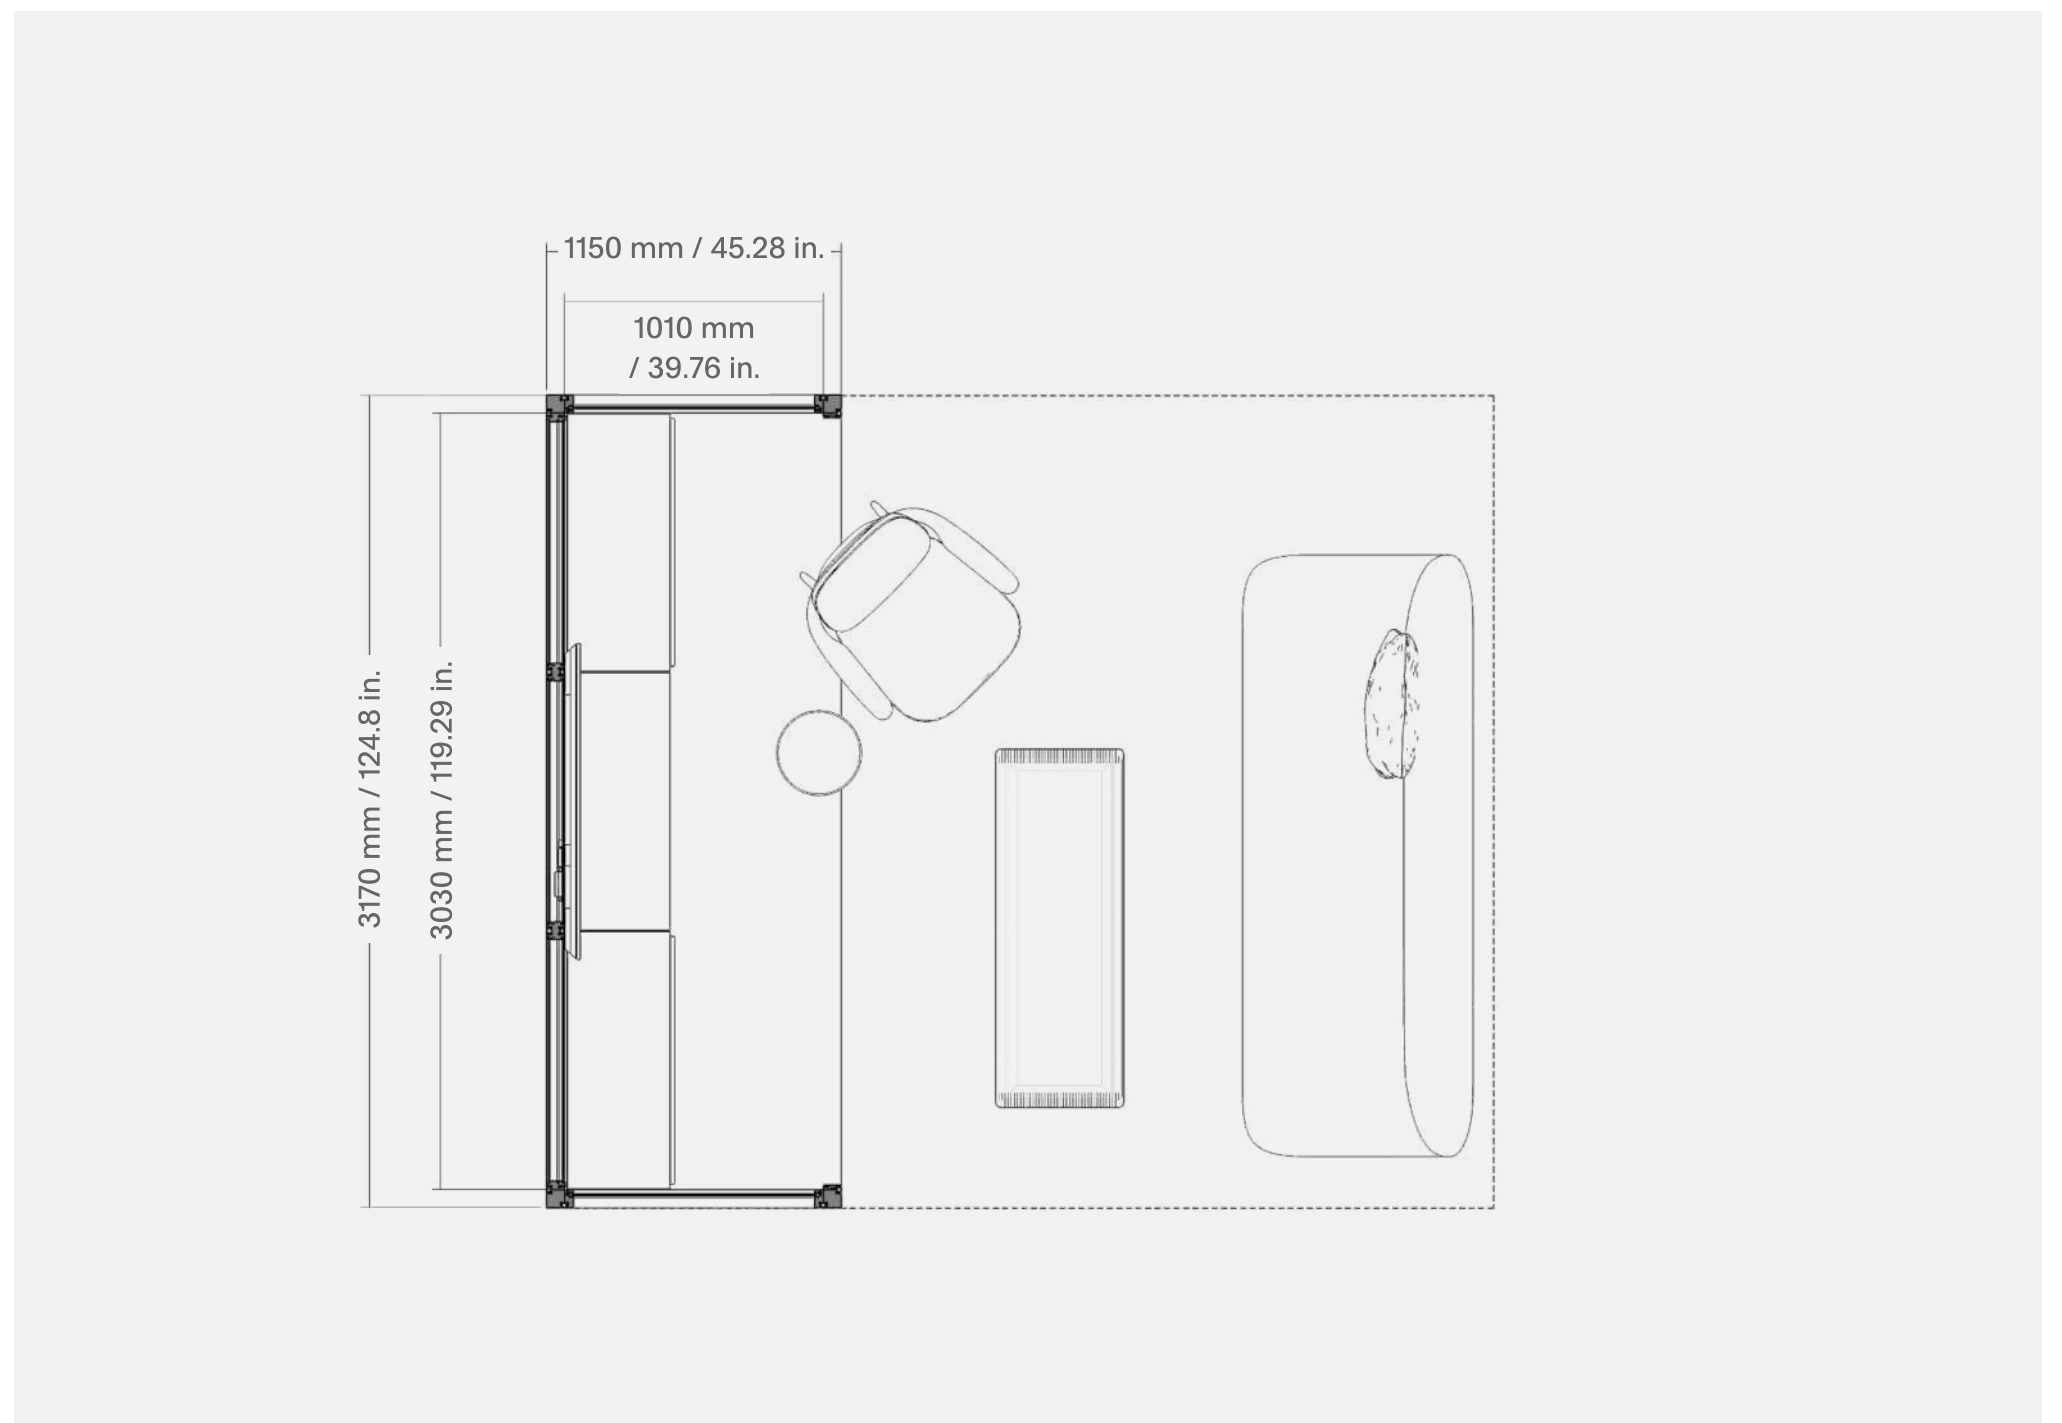 1150 mm / 45.28 in.
1010 mm
/ 39.76 in.
3170 mm / 124.8 in.
3030 mm / 119.29 in.